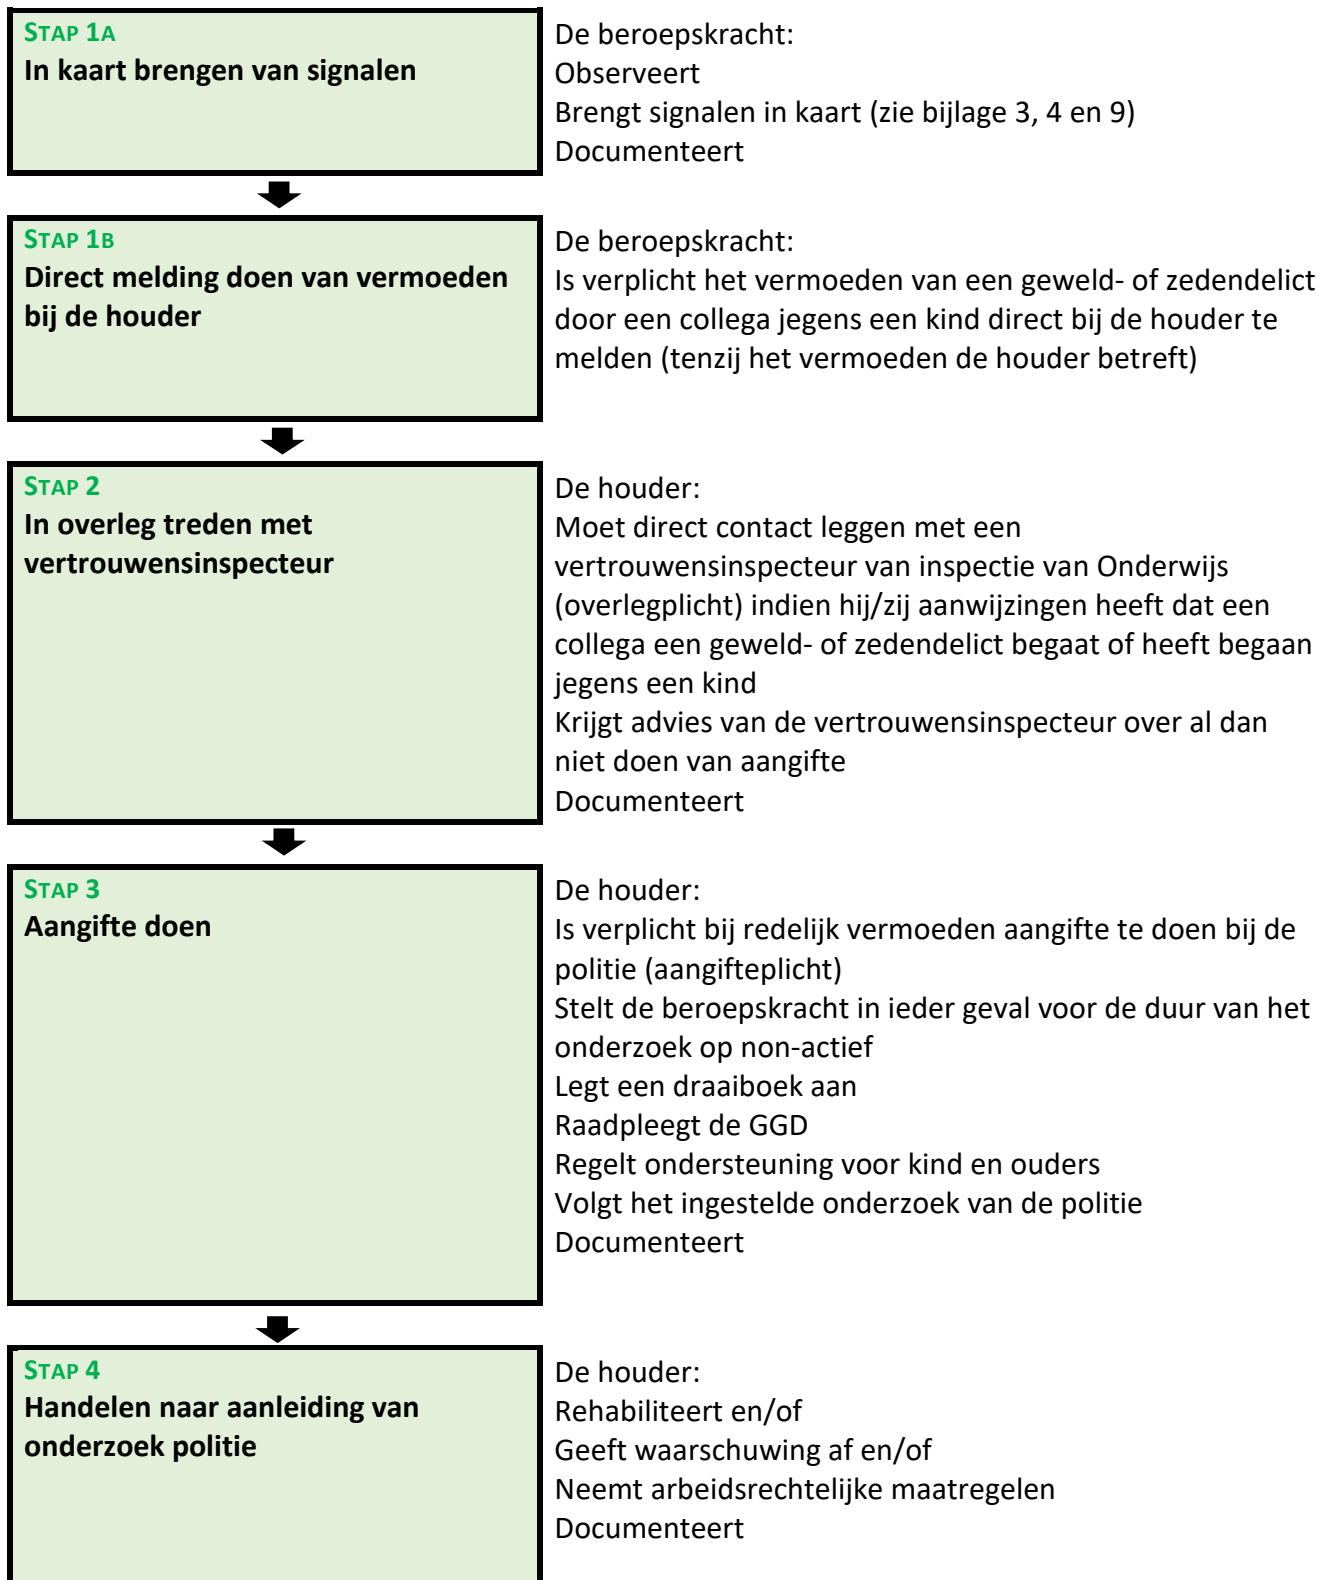 STAP 1A
In kaart brengen van signalen
De beroepskracht:
Observeert
Brengt signalen in kaart (zie bijlage 3, 4 en 9)
Documenteert
STAP 1B
Direct melding doen van vermoeden
bij de houder
De beroepskracht:
Is verplicht het vermoeden van een geweld- of zedendelict
door een collega jegens een kind direct bij de houder te
melden (tenzij het vermoeden de houder betreft)
STAP 2
In overleg treden met
vertrouwensinspecteur
De houder:
Moet direct contact leggen met een
vertrouwensinspecteur van inspectie van Onderwijs
(overlegplicht) indien hij/zij aanwijzingen heeft dat een
collega een geweld- of zedendelict begaat of heeft begaan
jegens een kind
Krijgt advies van de vertrouwensinspecteur over al dan
niet doen van aangifte
Documenteert
STAP 3
Aangifte doen
De houder:
Is verplicht bij redelijk vermoeden aangifte te doen bij de
politie (aangifteplicht)
Stelt de beroepskracht in ieder geval voor de duur van het
onderzoek op non-actief
Legt een draaiboek aan
Raadpleegt de GGD
Regelt ondersteuning voor kind en ouders
Volgt het ingestelde onderzoek van de politie
Documenteert
STAP 4
Handelen naar aanleiding van
onderzoek politie
De houder:
Rehabiliteert en/of
Geeft waarschuwing af en/of
Neemt arbeidsrechtelijke maatregelen
Documenteert